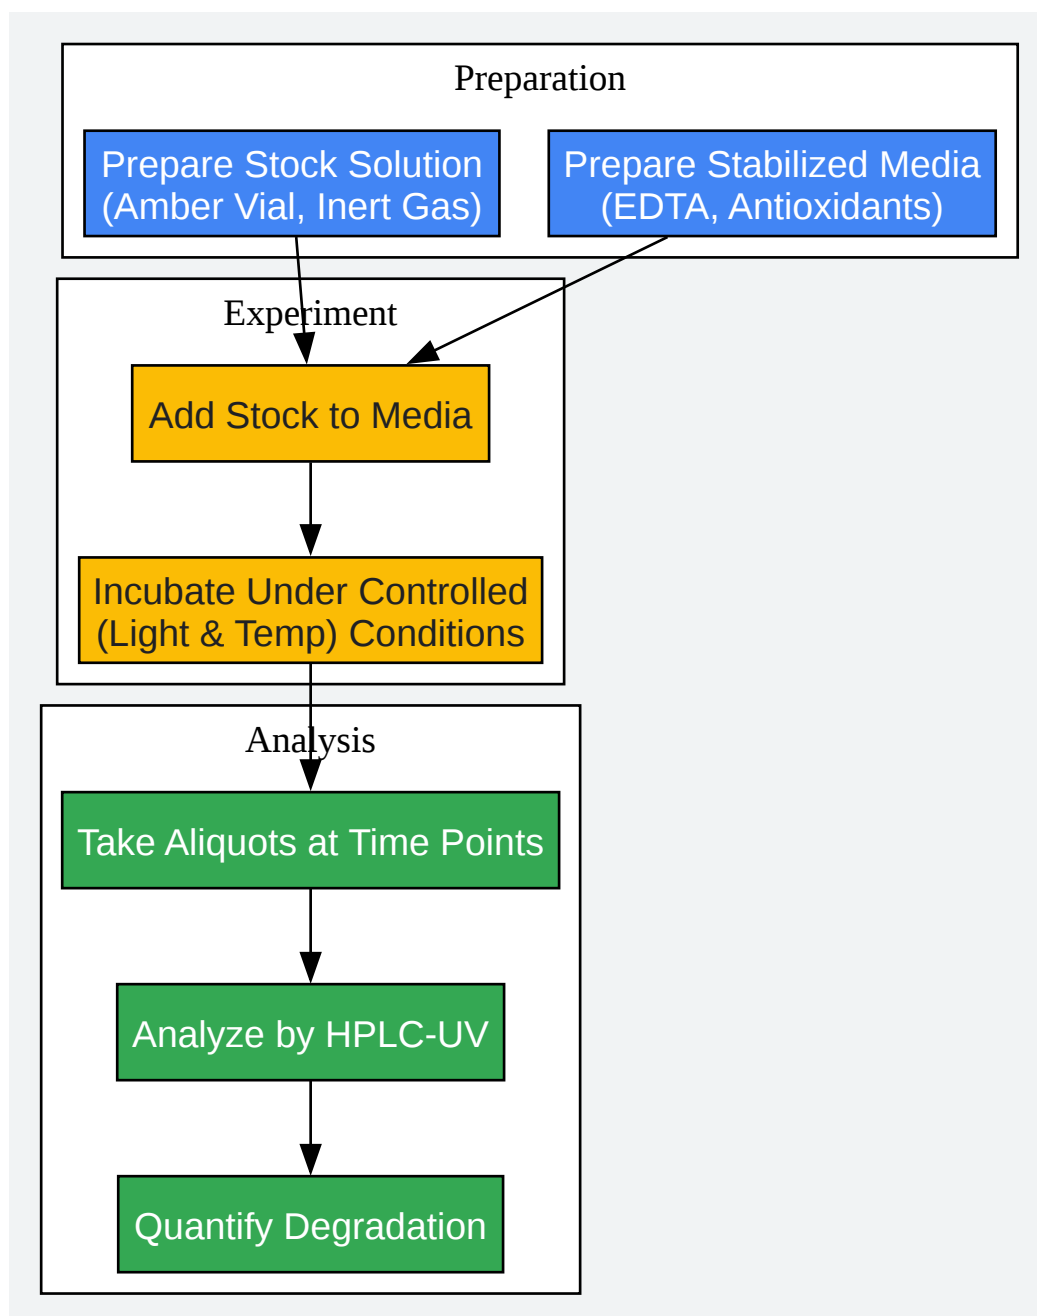 Preparation
Prepare Stock Solution
(Amber Vial, Inert Gas)
Prepare Stabilized Media
(EDTA, Antioxidants)
Experiment
Add Stock to Media
Incubate Under Controlled
(Light & Temp) Conditions
Analysis
Take Aliquots at Time Points
Analyze by HPLC-UV
Quantify Degradation